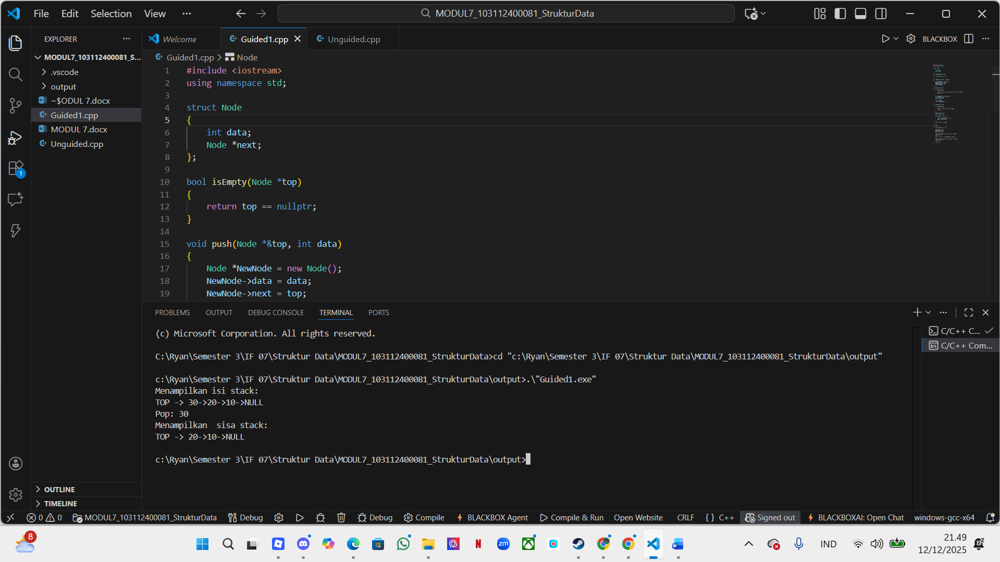 File Edit Selection View ··· MODUL7_103112400081_StrukturData
EXPLORER ···
MODUL7_103112400081_S...
.vscode
output
~$ODUL 7.docx
Guided1.cpp
MODUL 7.docx
Unguided.cpp
OUTLINE
TIMELINE
Welcome Guided1.cpp Unguided.cpp BLACKBOX
Guided1.cpp > Node
1 #include <iostream>
2 using namespace std;
3
4 struct Node
5 {
6 int data;
7 Node *next;
8 };
9
10 bool isEmpty(Node *top)
11 {
12 return top == nullptr;
13 }
14
15 void push(Node *&top, int data)
16 {
17 Node *NewNode = new Node();
18 NewNode->data = data;
19 NewNode->next = top;
PROBLEMS OUTPUT DEBUG CONSOLE TERMINAL PORTS
(c) Microsoft Corporation. All rights reserved.
C:\Ryan\Semester 3\IF 07\Struktur Data\MODUL7_103112400081_StrukturData>cd "c:\Ryan\Semester 3\IF 07\Struktur Data\MODUL7_103112400081_StrukturData\output"
c:\Ryan\Semester 3\IF 07\Struktur Data\MODUL7_103112400081_StrukturData\output>.\"Guided1.exe"
Menampilkan isi stack:
TOP -> 30->20->10->NULL
Pop: 30
Menampilkan  sisa stack:
TOP -> 20->10->NULL
c:\Ryan\Semester 3\IF 07\Struktur Data\MODUL7_103112400081_StrukturData\output>
C/C++ C...
C/C++ Com...
1
0 0 MODUL7_103112400081_StrukturData Debug Debug Compile BLACKBOX Agent Compile & Run Open Website CRLF { } C++ Signed out BLACKBOXAI: Open Chat windows-gcc-x64
8 zm IND 21.49
12/12/2025